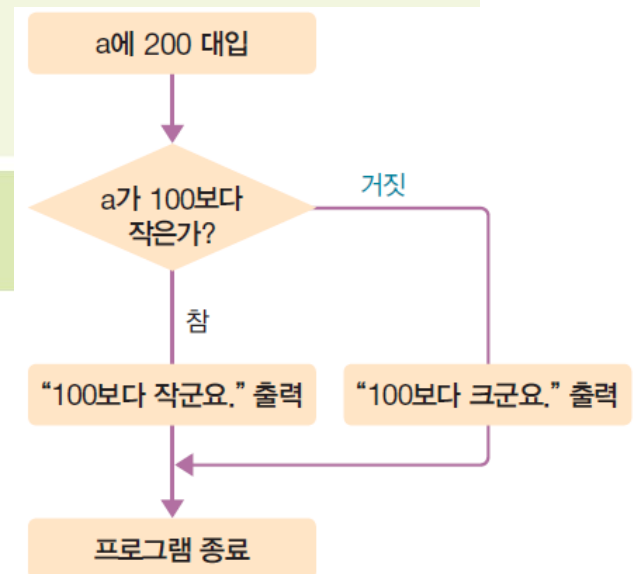 a에 200 대입
a가 100보다
작은가?
거짓
참
“100보다 작군요.” 출력
“100보다 크군요.” 출력
프로그램 종료